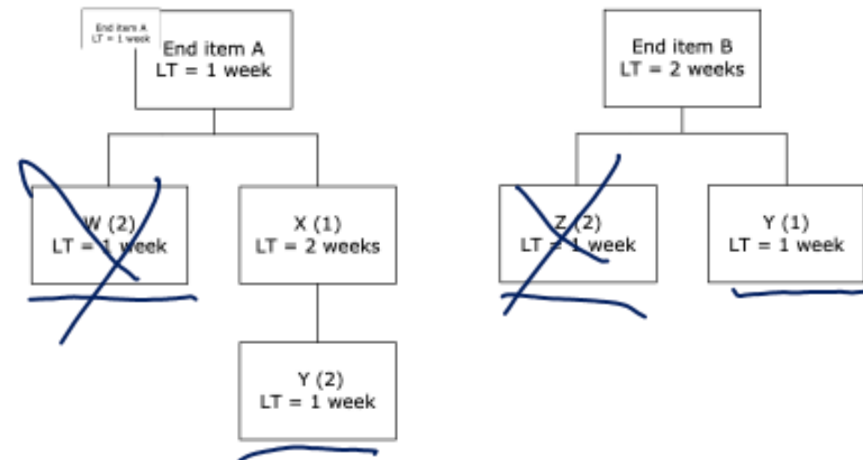 End item A
LT = 1 week
End item A
LT = 1 week
End item B
LT = 2 weeks
W (2)
LT = 1 week
X (1)
LT = 2 weeks
Z (2)
LT = 1 week
Y (1)
LT = 1 week
Y (2)
LT = 1 week